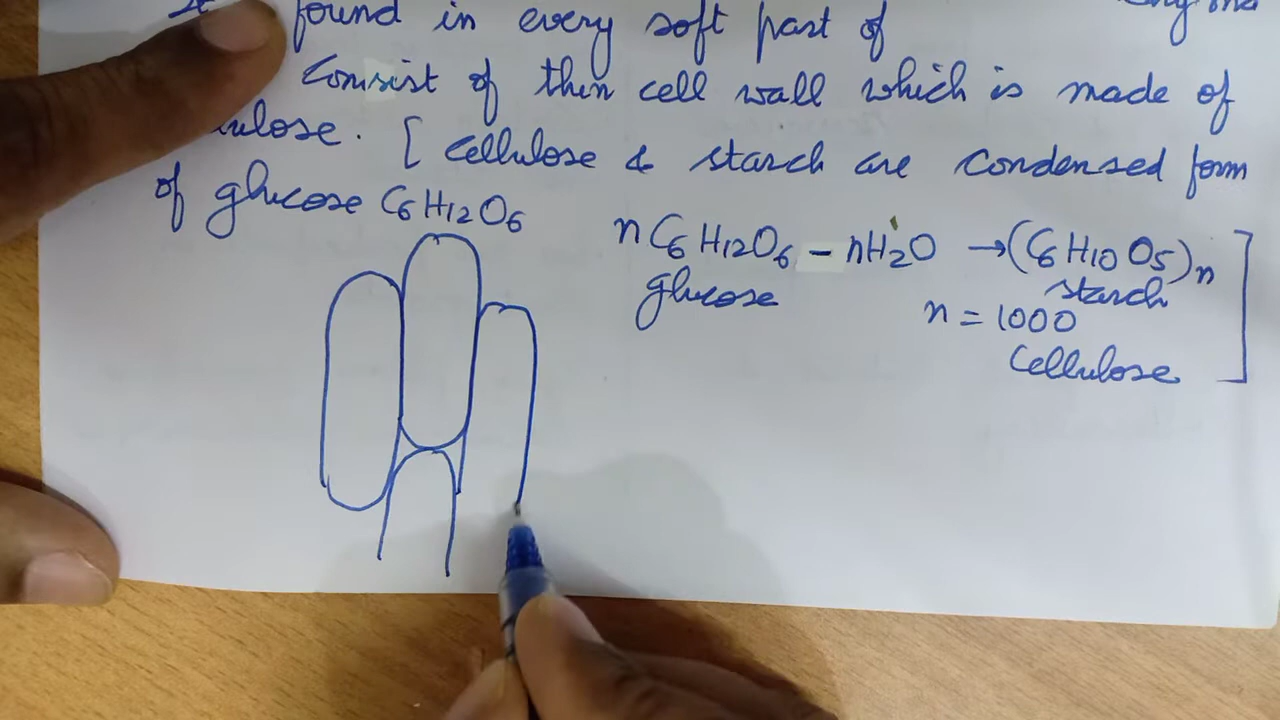 found in every soft part of
Consist of thin cell wall which is made of
ulose. [ Cellulose & starch are condensed form
of glucose C6H12O6
nC6H12O6 - nH2O → (C6H10O5)n ]
glucose
starch
n = 1000
Cellulose